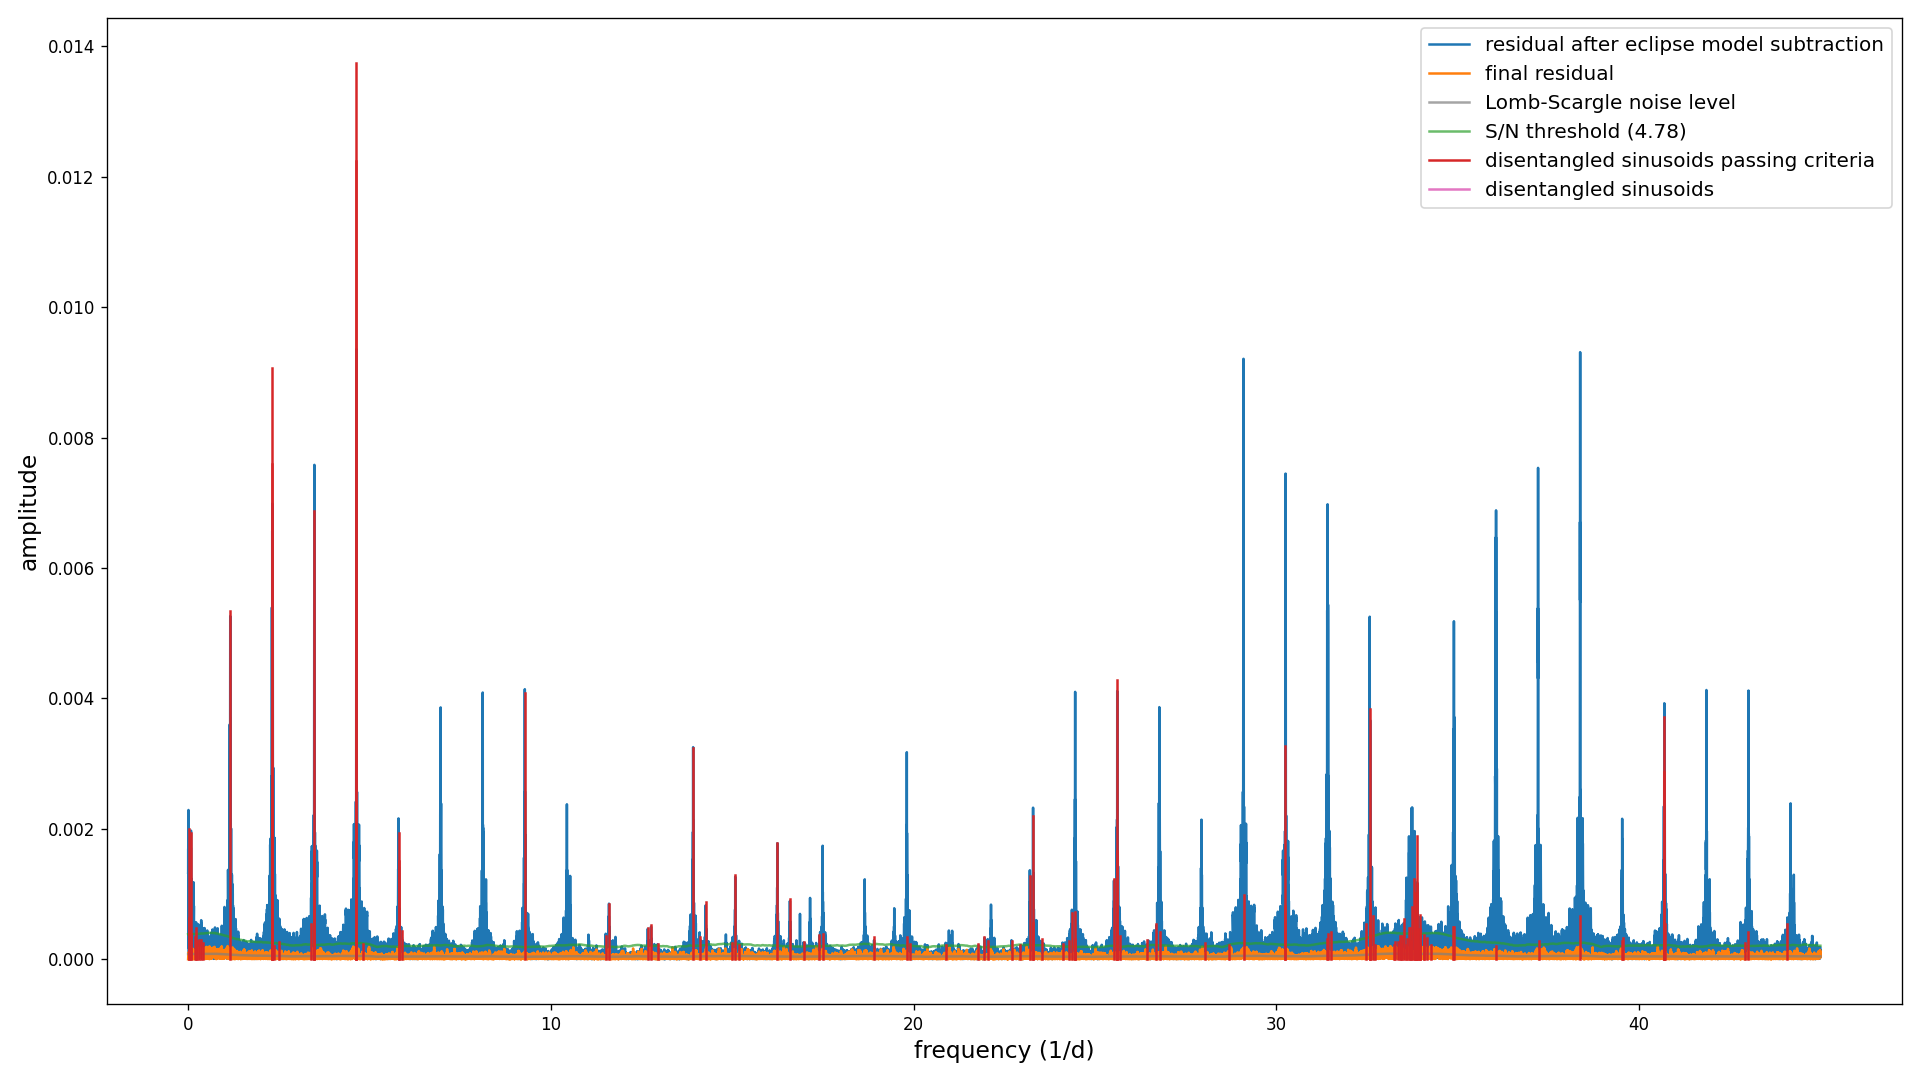 residual after eclipse model subtraction
final residual
Lomb-Scargle noise level
S/N threshold (4.78)
disentangled sinusoids passing criteria
disentangled sinusoids
0.014
0.012
0.010
0.008
0.006
0.004
0.002
0.000
amplitude
0 10 20 30 40
frequency (1/d)